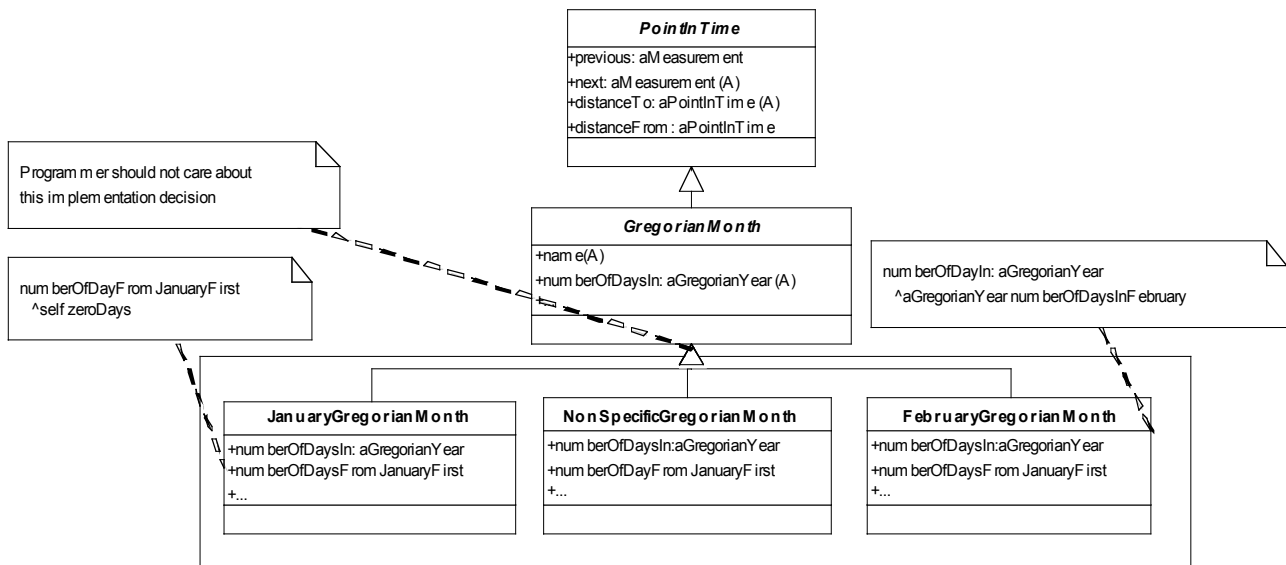 PointInTime
+previous: aMeasurement
+next: aMeasurement (A)
+distanceTo: aPointInTime (A)
+distanceFrom: aPointInTime
Programmer should not care about
this implementation decision
GregorianMonth
+name(A)
+numberOfDaysIn: aGregorianYear (A)
+...
numberOfDayFromJanuaryFirst
^self zeroDays
numberOfDayIn: aGregorianYear
^aGregorianYear numberOfDaysInFebruary
JanuaryGregorianMonth
+numberOfDaysIn: aGregorianYear
+numberOfDaysFromJanuaryFirst
+...
NonSpecificGregorianMonth
+numberOfDaysIn:aGregorianYear
+numberOfDayFromJanuaryFirst
+...
FebruaryGregorianMonth
+numberOfDaysIn:aGregorianYear
+numberOfDaysFromJanuaryFirst
+...